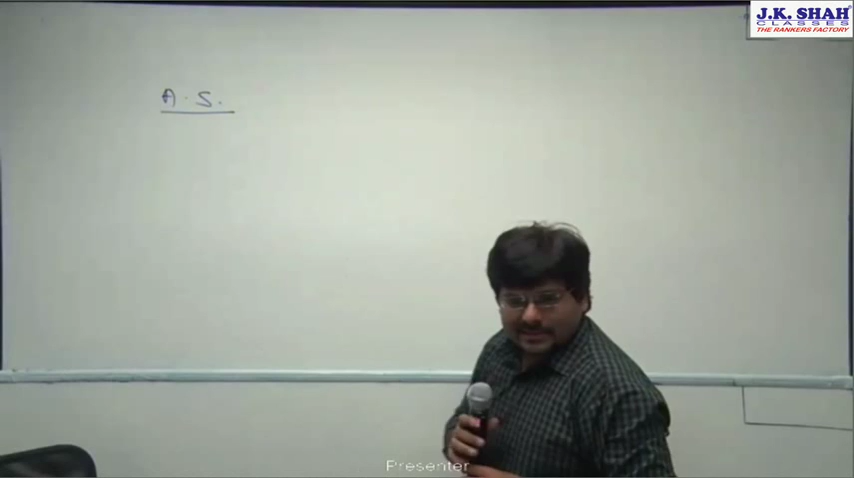 J.K. SHAH®
CLASSES
THE RANKERS FACTORY
A. S.
Presenter